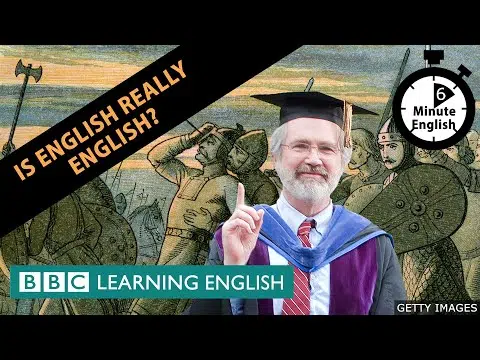 IS ENGLISH REALLY
ENGLISH?
6
Minute
English
BBC LEARNING ENGLISH
GETTY IMAGES